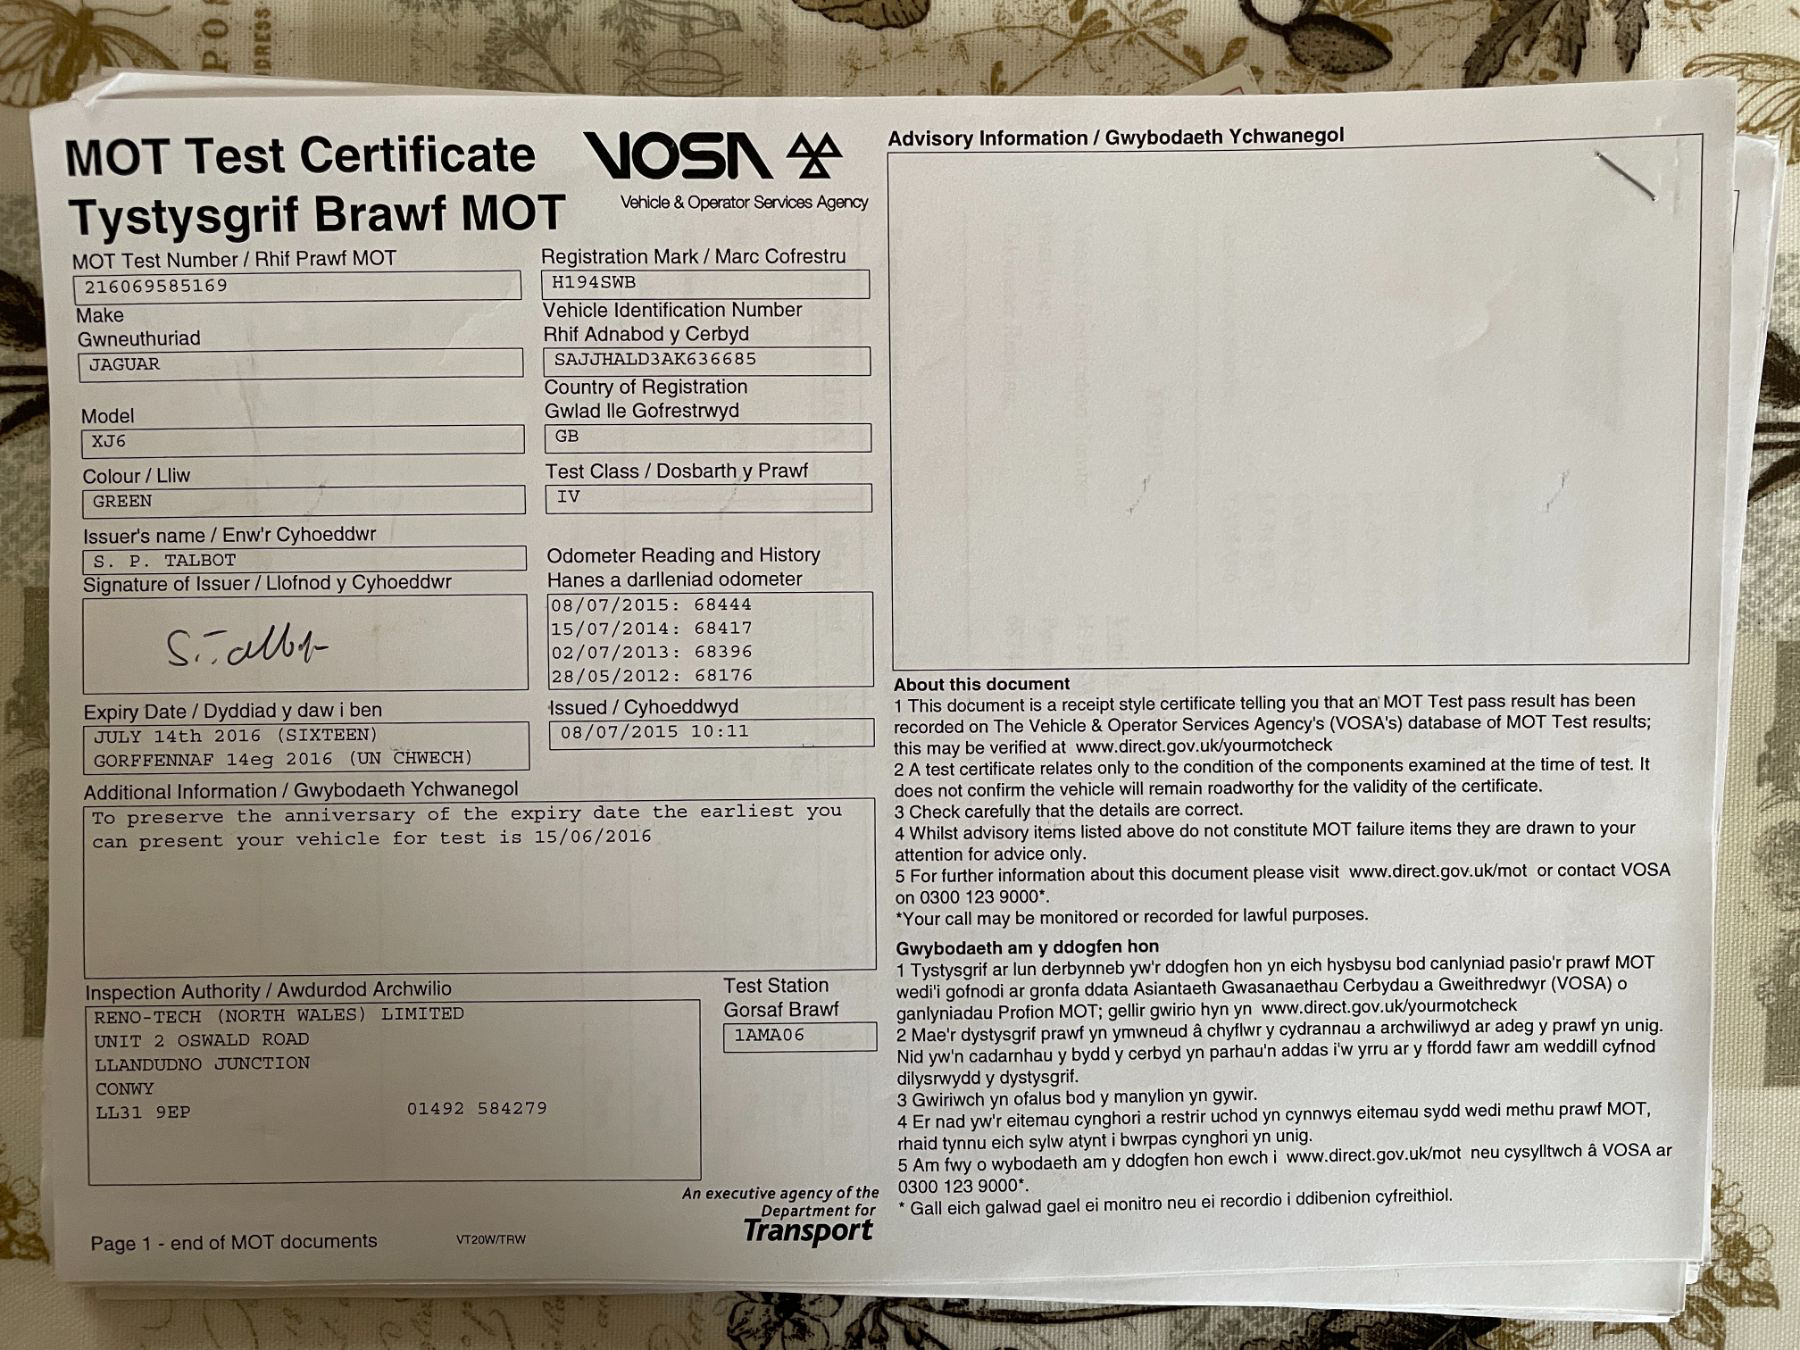 MOT Test Certificate
Tystysgrif Brawf MOT
VOSA
Vehicle & Operator Services Agency
MOT Test Number / Rhif Prawf MOT
216069585169
Registration Mark / Marc Cofrestru
H194SWB
Make
Gwneuthuriad
JAGUAR
Vehicle Identification Number
Rhif Adnabod y Cerbyd
SAJJHALD3AK636685
Model
XJ6
Country of Registration
Gwlad lle Gofrestrwyd
GB
Colour / Lliw
GREEN
Test Class / Dosbarth y Prawf
IV
Issuer's name / Enw'r Cyhoeddwr
S. P. TALBOT
Signature of Issuer / Llofnod y Cyhoeddwr
S. Talbot
Odometer Reading and History
Hanes a darlleniad odometer
08/07/2015: 68444
15/07/2014: 68417
02/07/2013: 68396
28/05/2012: 68176
Expiry Date / Dyddiad y daw i ben
JULY 14th 2016 (SIXTEEN)
GORFFENNAF 14eg 2016 (UN CHWECH)
Issued / Cyhoeddwyd
08/07/2015 10:11
Additional Information / Gwybodaeth Ychwanegol
To preserve the anniversary of the expiry date the earliest you
can present your vehicle for test is 15/06/2016
Inspection Authority / Awdurdod Archwilio
RENO-TECH (NORTH WALES) LIMITED
UNIT 2 OSWALD ROAD
LLANDUDNO JUNCTION
CONWY
LL31 9EP 01492 584279
Test Station
Gorsaf Brawf
1AMA06
An executive agency of the
Department for
Transport
Page 1 - end of MOT documents
VT20W/TRW
Advisory Information / Gwybodaeth Ychwanegol
About this document
1 This document is a receipt style certificate telling you that an MOT Test pass result has been
recorded on The Vehicle & Operator Services Agency's (VOSA's) database of MOT Test results;
this may be verified at www.direct.gov.uk/yourmotcheck
2 A test certificate relates only to the condition of the components examined at the time of test. It
does not confirm the vehicle will remain roadworthy for the validity of the certificate.
3 Check carefully that the details are correct.
4 Whilst advisory items listed above do not constitute MOT failure items they are drawn to your
attention for advice only.
5 For further information about this document please visit www.direct.gov.uk/mot or contact VOSA
on 0300 123 9000*.
*Your call may be monitored or recorded for lawful purposes.
Gwybodaeth am y ddogfen hon
1 Tystysgrif ar lun derbynneb yw'r ddogfen hon yn eich hysbysu bod canlyniad pasio'r prawf MOT
wedi'i gofnodi ar gronfa ddata Asiantaeth Gwasanaethau Cerbydau a Gweithredwyr (VOSA) o
ganlyniadau Profion MOT; gellir gwirio hyn yn www.direct.gov.uk/yourmotcheck
2 Mae'r dystysgrif prawf yn ymwneud â chyflwr y cydrannau a archwiliwyd ar adeg y prawf yn unig.
Nid yw'n cadarnhau y bydd y cerbyd yn parhau'n addas i'w yrru ar y ffordd fawr am weddill cyfnod
dilysrwydd y dystysgrif.
3 Gwiriwch yn ofalus bod y manylion yn gywir.
4 Er nad yw'r eitemau cynghori a restrir uchod yn cynnwys eitemau sydd wedi methu prawf MOT,
rhaid tynnu eich sylw atynt i bwrpas cynghori yn unig.
5 Am fwy o wybodaeth am y ddogfen hon ewch i www.direct.gov.uk/mot neu cysylltwch â VOSA ar
0300 123 9000*.
* Gall eich galwad gael ei monitro neu ei recordio i ddibenion cyfreithiol.